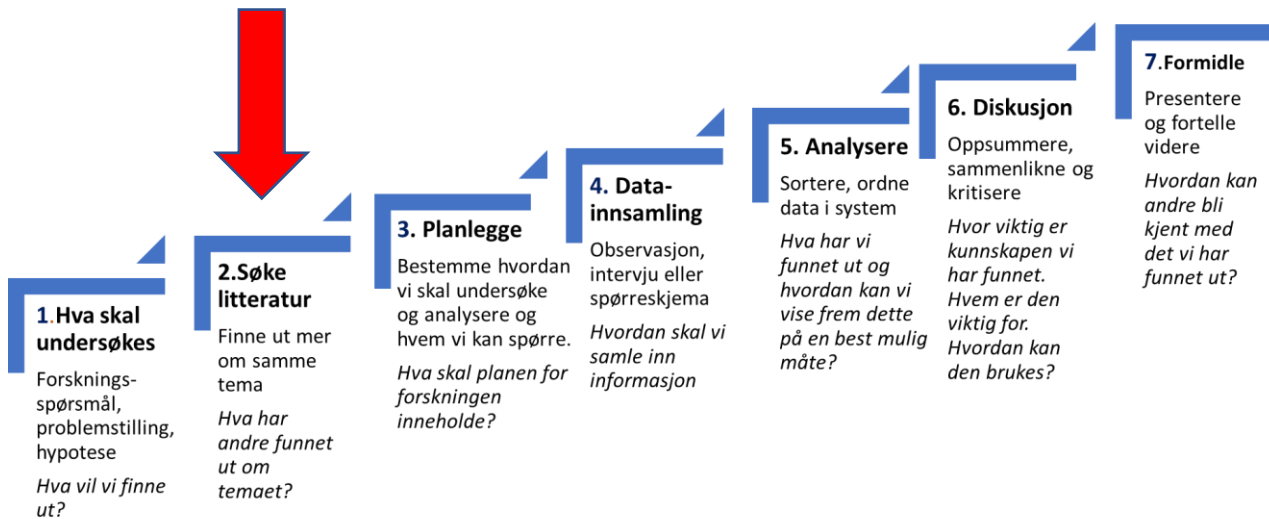 1.Hva skal
undersøkes
Forsknings-
spørsmål,
problemstilling,
hypotese
Hva vil vi finne
ut?
2.Søke
litteratur
Finne ut mer
om samme
tema
Hva har
andre funnet
ut om
temaet?
3. Planlegge
Bestemme hvordan
vi skal undersøke
og analysere og
hvem vi kan spørre.
Hva skal planen for
forskningen
inneholde?
4. Data-
innsamling
Observasjon,
intervju eller
spørreskjema
Hvordan skal vi
samle inn
informasjon
5. Analysere
Sortere, ordne
data i system
Hva har vi
funnet ut og
hvordan kan vi
vise frem dette
på en best mulig
måte?
6. Diskusjon
Oppsummere,
sammenlikne og
kritisere
Hvor viktig er
kunnskapen vi
har funnet.
Hvem er den
viktig for.
Hvordan kan
den brukes?
7.Formidle
Presentere
og fortelle
videre
Hvordan kan
andre bli
kjent med
det vi har
funnet ut?